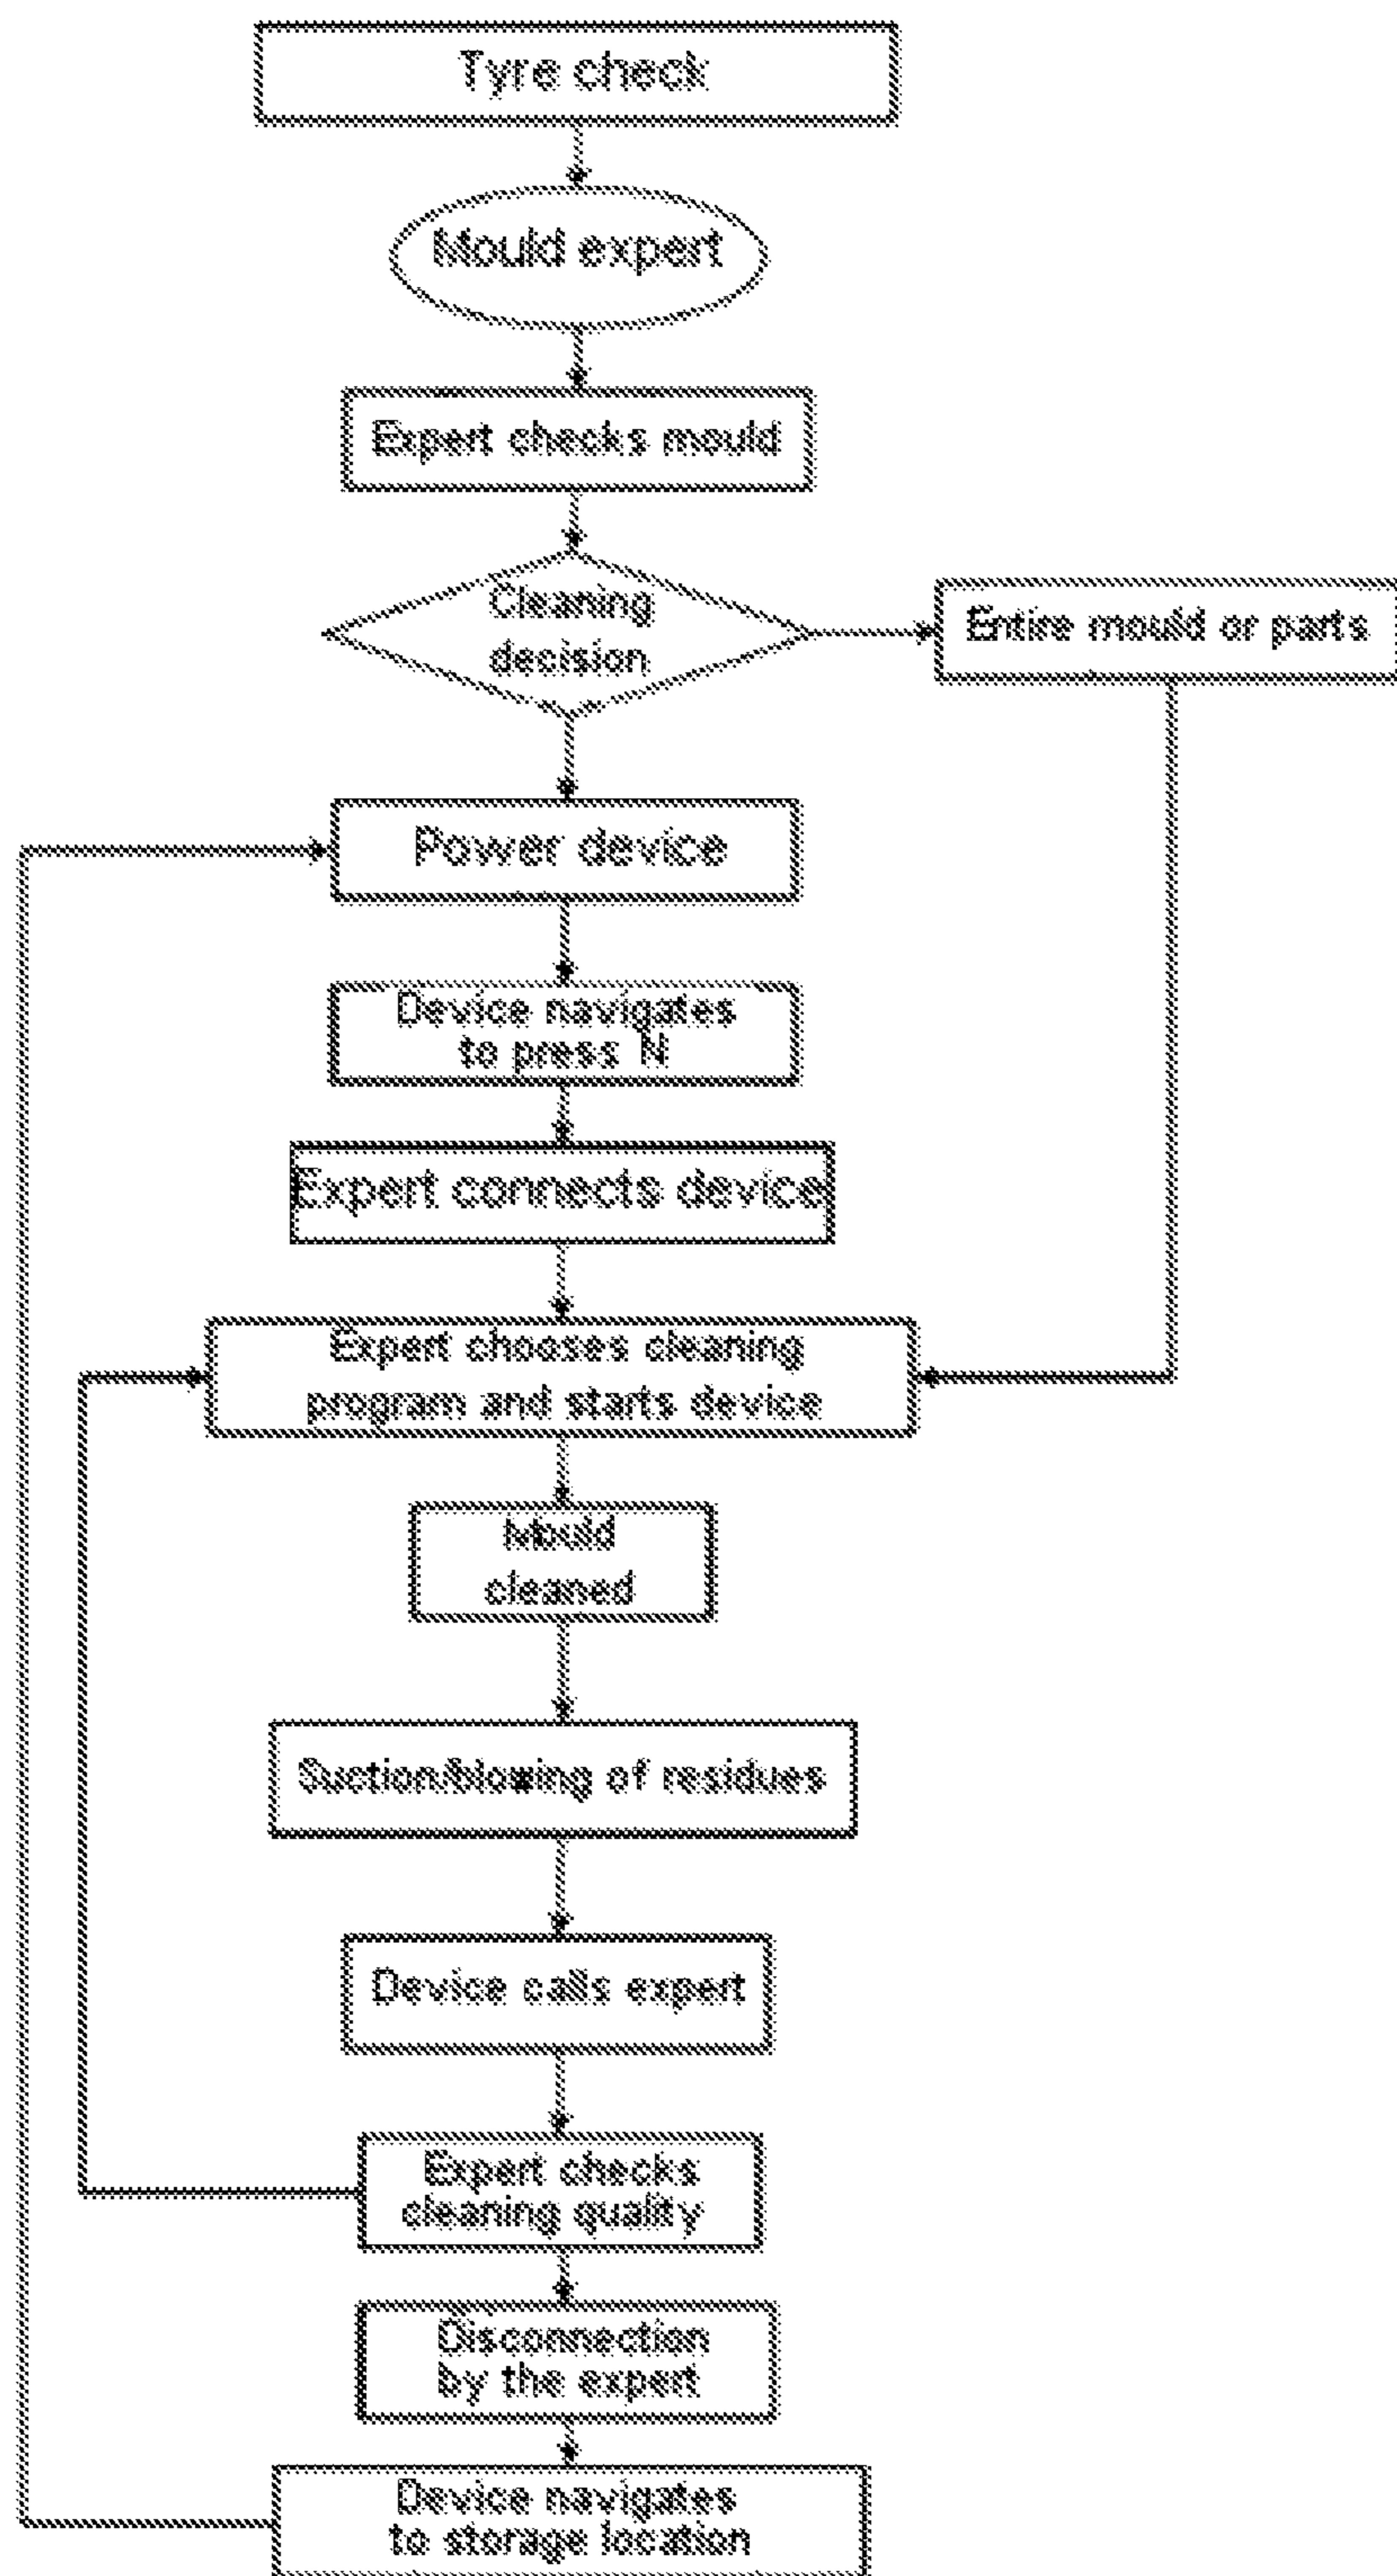 Tyre check
Mould expert
Expert checks mould
Cleaning
decision
Entire mould or parts
Power device
Device navigates
to press N
Expert connects device
Expert chooses cleaning
program and starts device
Mould
cleaned
Suction/blowing of residues
Device calls expert
Expert checks
cleaning quality
Disconnection
by the expert
Device navigates
to storage location